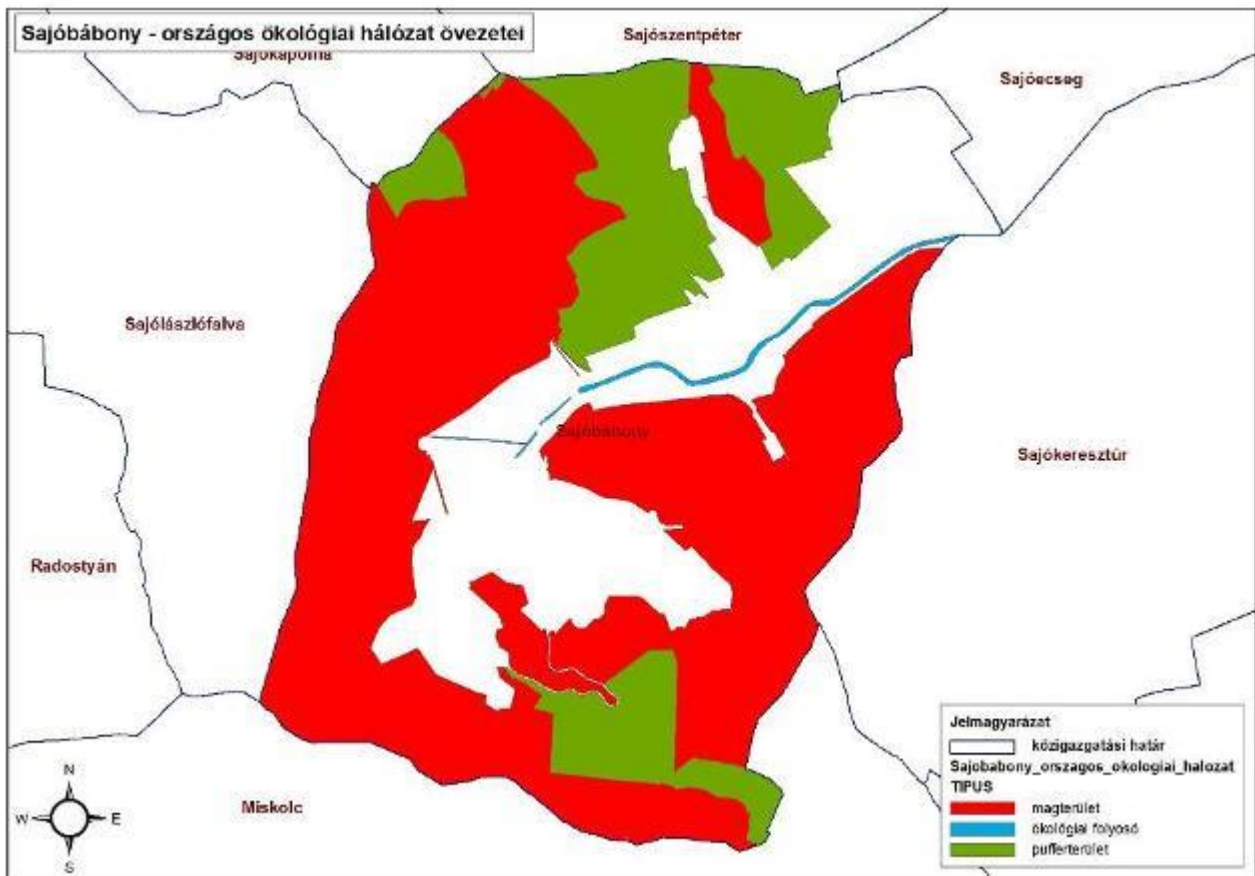 Sajóbábony - országos ökológiai hálózat övezetei
Sajószentpéter
Sajókápolna
Sajóecseg
Sajólászlófalva
Sajóbábony
Sajókeresztúr
Radostyán
Miskolc
N
W
E
S
Jelmagyarázat
közigazgatási határ
Sajobabony_orszagos_okologiai_halozat
TIPUS
magterület
ökológiai folyosó
pufferterület